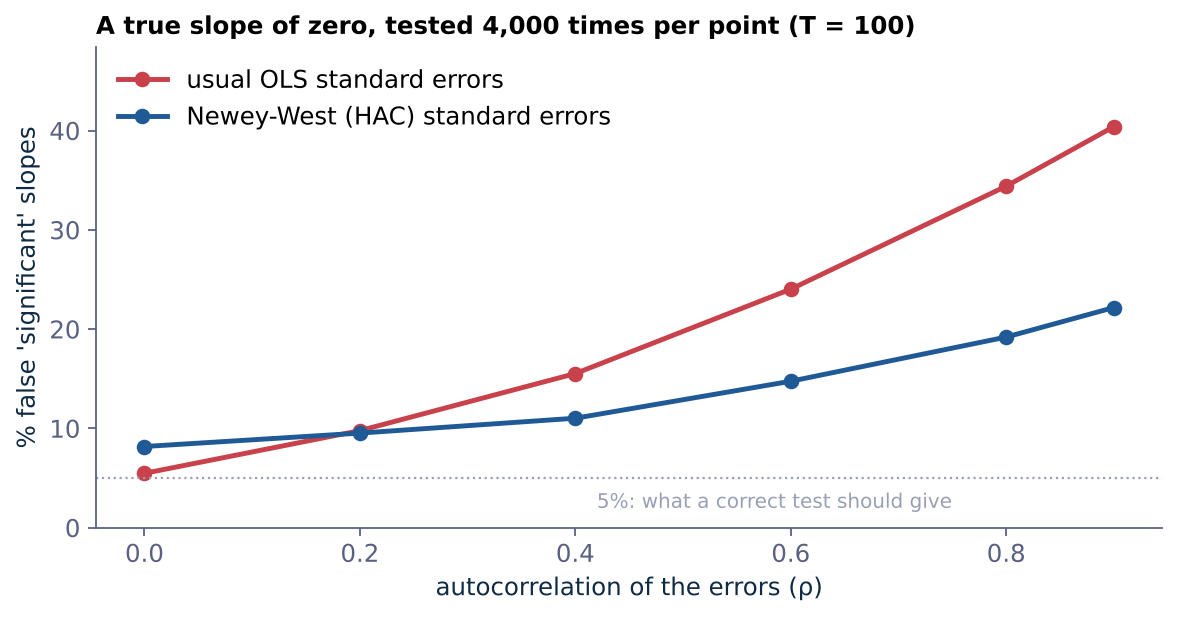 A true slope of zero, tested 4,000 times per point (T = 100)
usual OLS standard errors
Newey-West (HAC) standard errors
% false 'significant' slopes
40
30
20
10
0
5%: what a correct test should give
0.0 0.2 0.4 0.6 0.8
autocorrelation of the errors (ρ)